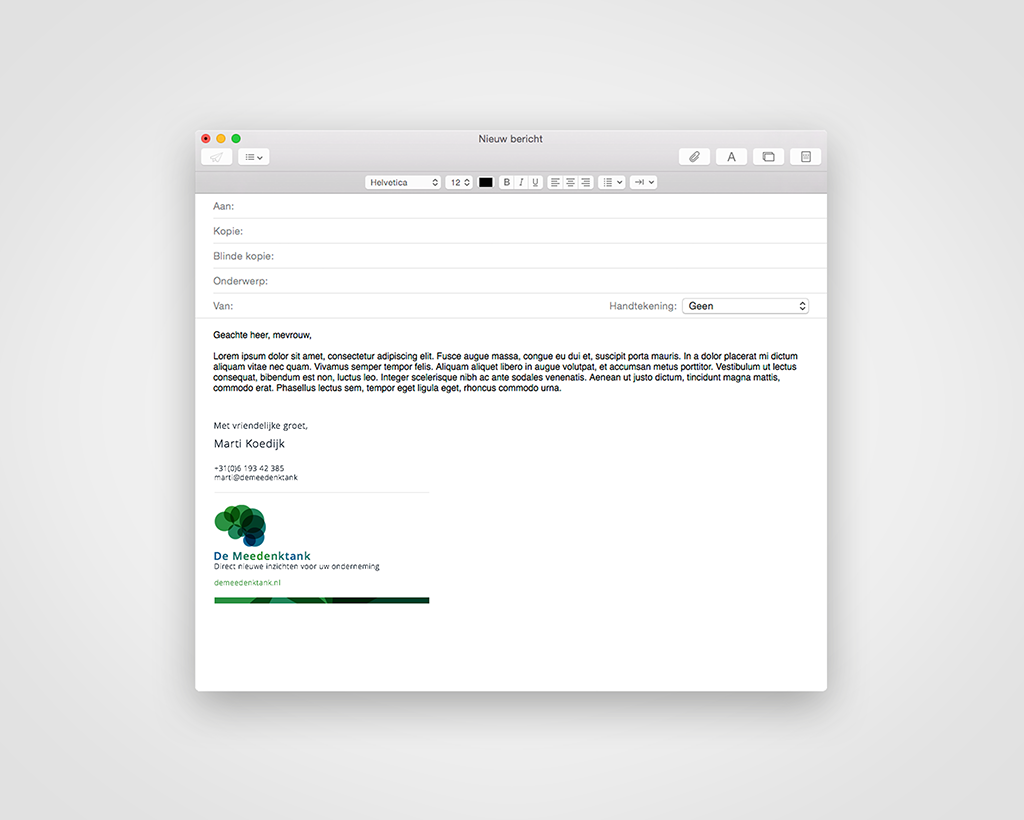 Nieuw bericht
A
Helvetica 12 B I U
Aan:
Kopie:
Blinde kopie:
Onderwerp:
Van: Handtekening: Geen
Geachte heer, mevrouw,
Lorem ipsum dolor sit amet, consectetur adipiscing elit. Fusce augue massa, congue eu dui et, suscipit porta mauris. In a dolor placerat mi dictum
aliquam vitae nec quam. Vivamus semper tempor felis. Aliquam aliquet libero in augue volutpat, et accumsan metus porttitor. Vestibulum ut lectus
consequat, bibendum est non, luctus leo. Integer scelerisque nibh ac ante sodales venenatis. Aenean ut justo dictum, tincidunt magna mattis,
commodo erat. Phasellus lectus sem, tempor eget ligula eget, rhoncus commodo urna.
Met vriendelijke groet,
Marti Koedijk
+31(0)6 193 42 385
marti@demeedenktank
De Meedenktank
Direct nieuwe inzichten voor uw onderneming
demeedenktank.nl